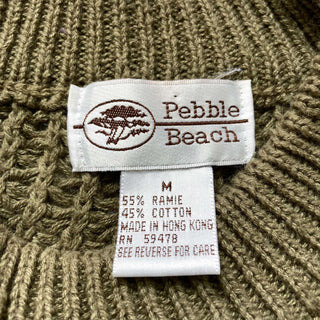 Pebble
Beach
M
55% RAMIE
45% COTTON
MADE IN HONG KONG
RN 59478
SEE REVERSE FOR CARE